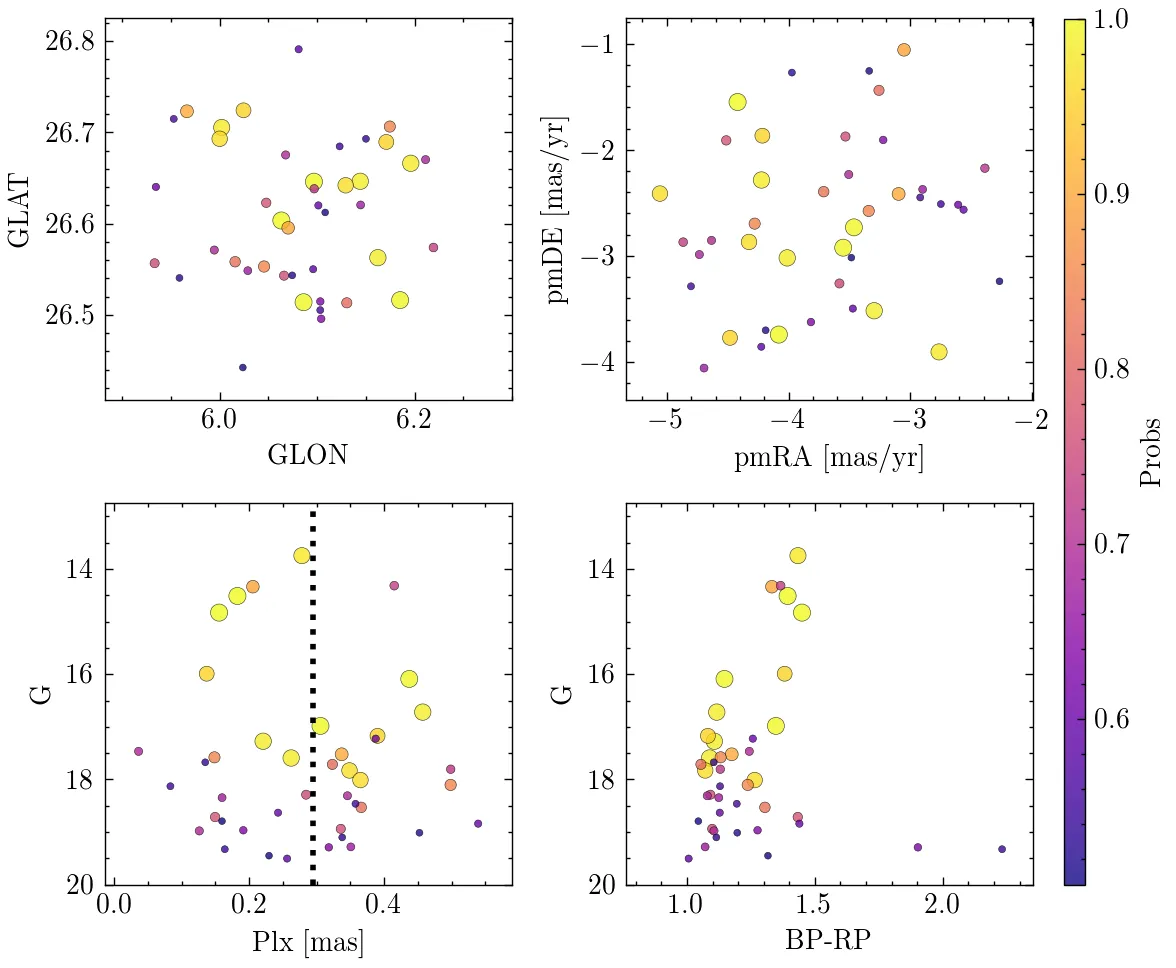 26.8
26.7
26.6
26.5
GLAT
6.0 6.2
GLON
−1
−2
−3
−4
pmDE [mas/yr]
−5 −4 −3 −2
pmRA [mas/yr]
14
16
18
20
G
0.0 0.2 0.4
Plx [mas]
14
16
18
20
G
1.0 1.5 2.0
BP-RP
1.0
0.9
0.8
0.7
0.6
Probs